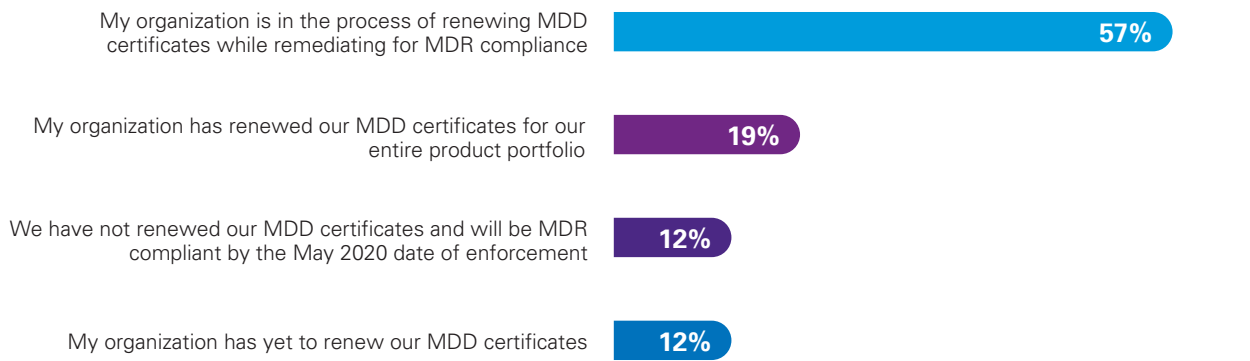 My organization is in the process of renewing MDD
certificates while remediating for MDR compliance
57%
My organization has renewed our MDD certificates for our
entire product portfolio
19%
We have not renewed our MDD certificates and will be MDR
compliant by the May 2020 date of enforcement
12%
My organization has yet to renew our MDD certificates
12%